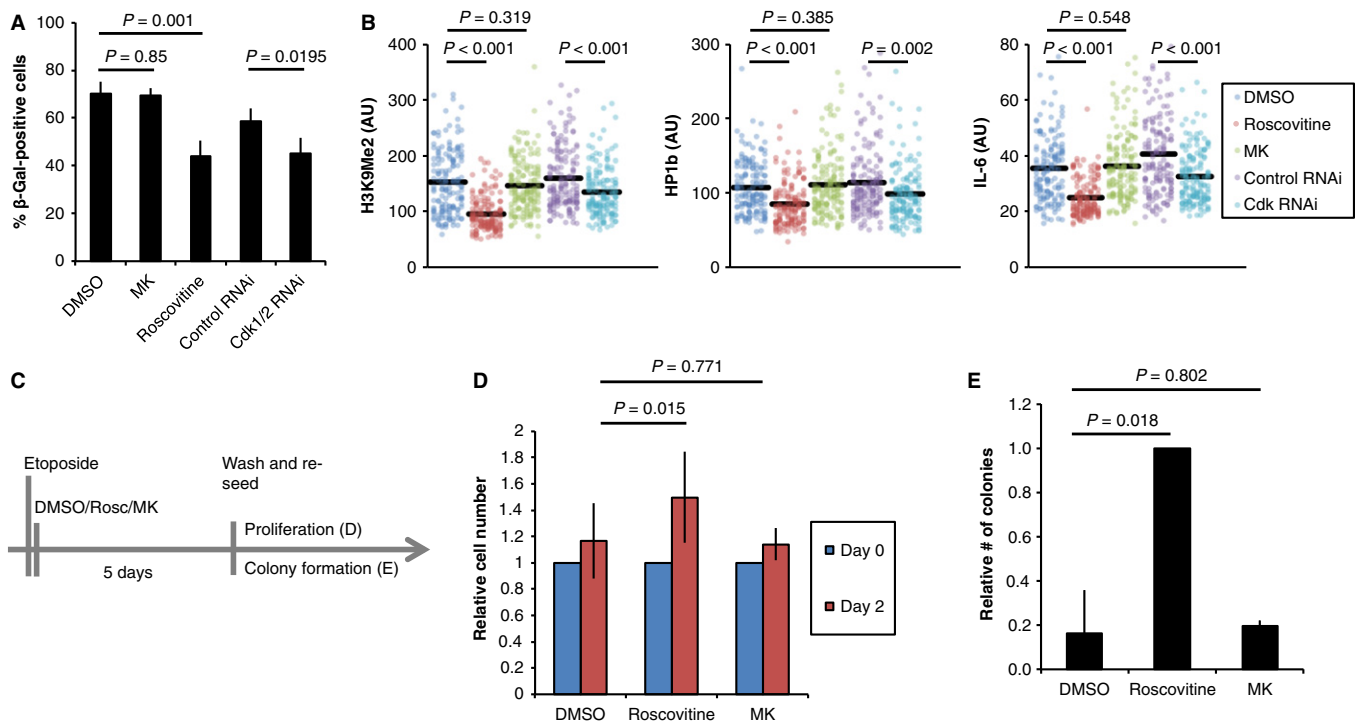 A
P = 0.001
P = 0.85
P = 0.0195
% β-Gal-positive cells
100
80
60
40
20
0
DMSO
MK
Roscovitine
Control RNAi
Cdk1/2 RNAi
B
P = 0.319
P < 0.001
P < 0.001
H3K9Me2 (AU)
400
300
200
100
0
P = 0.385
P < 0.001
P = 0.002
HP1b (AU)
300
200
100
0
P = 0.548
P < 0.001
P < 0.001
IL-6 (AU)
80
60
40
20
0
DMSO
Roscovitine
MK
Control RNAi
Cdk RNAi
C
Etoposide
DMSO/Rosc/MK
5 days
Wash and re-
seed
Proliferation (D)
Colony formation (E)
D
P = 0.771
P = 0.015
Relative cell number
2
1.8
1.6
1.4
1.2
1
0.8
0.6
0.4
0.2
0
DMSO
Roscovitine
MK
Day 0
Day 2
E
P = 0.802
P = 0.018
Relative # of colonies
1.2
1.0
0.8
0.6
0.4
0.2
0.0
DMSO
Roscovitine
MK